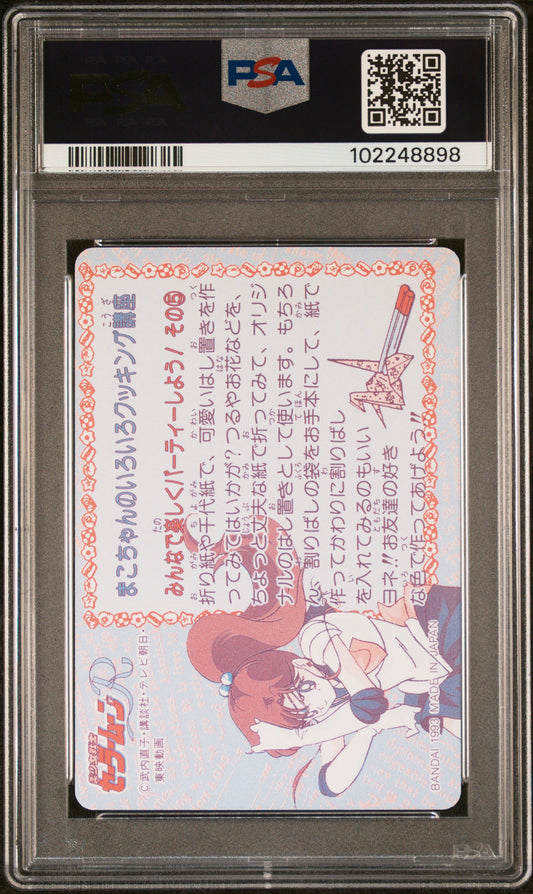 PSA
102248898
まこちゃんのいろいろクッキング講座
みんなで楽しくパーティーしよう! その⑤
折り紙や千代紙で、可愛いはし置きを作
ってみてはいかが?つるやお花などを、
ちょっと丈夫な紙で折ってみて、オリジ
ナルのはし置きとして使います。もちろ
ん、割りばしの袋をお手本にして、紙で
作ってかわりに割りばし
を入れてみるのもいい
ヨネ!!お友達の好き
な色で作ってあげよう!!
美少女戦士
セーラームーンR
©武内直子・講談社・テレビ朝日・
東映動画
BANDAI 1993 MADE IN JAPAN
PSA